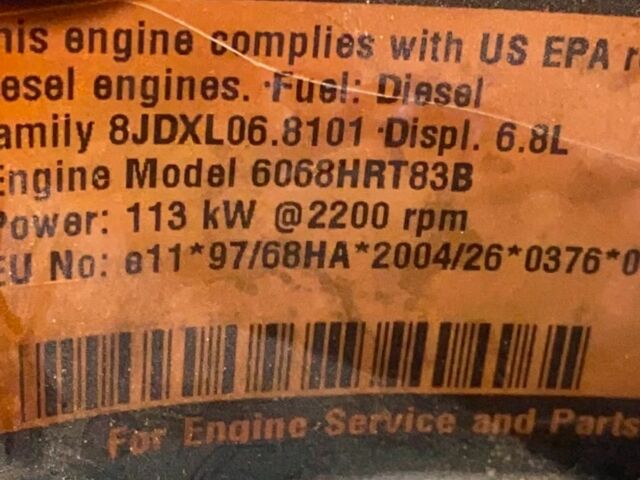 his engine complies with US EPA r
esel engines. ·Fuel: Diesel
amily 8JDXL06.8101 ·Displ. 6.8L
Engine Model 6068HRT83B
Power: 113 kW @2200 rpm
EU No: e11*97/68HA*2004/26*0376*0
For Engine Service and Parts